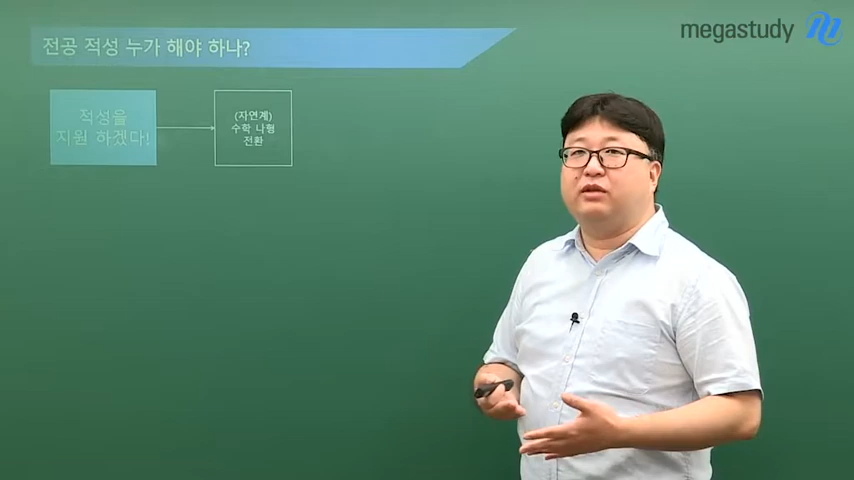 전공 적성 누가 해야 하나?
megastudy
적성을
지원 하겠다!
(자연계)
수학 나형
전환